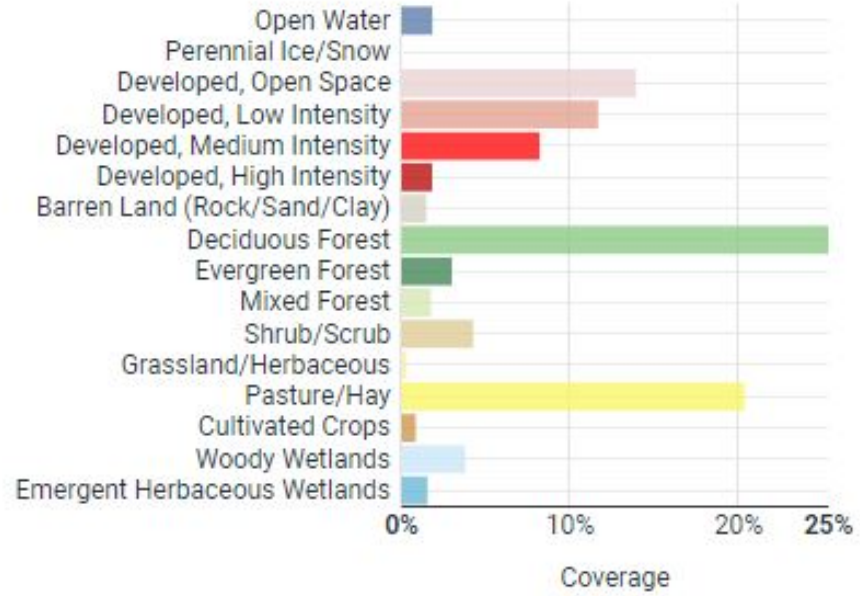 Open Water
Perennial Ice/Snow
Developed, Open Space
Developed, Low Intensity
Developed, Medium Intensity
Developed, High Intensity
Barren Land (Rock/Sand/Clay)
Deciduous Forest
Evergreen Forest
Mixed Forest
Shrub/Scrub
Grassland/Herbaceous
Pasture/Hay
Cultivated Crops
Woody Wetlands
Emergent Herbaceous Wetlands
0% 10% 20% 25%
Coverage